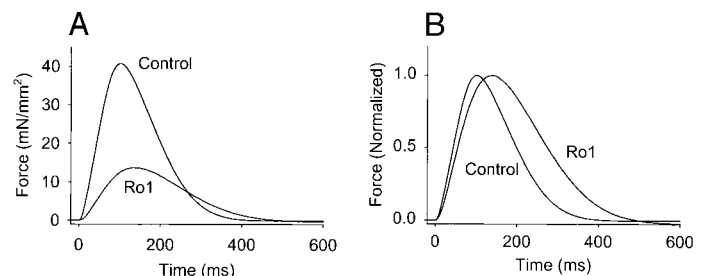 A
Force (mN/mm²)
40
30
20
10
0
Control
Ro1
0 200 400 600
Time (ms)
B
Force (Normalized)
1.0
0.5
0.0
Ro1
Control
0 200 400 600
Time (ms)